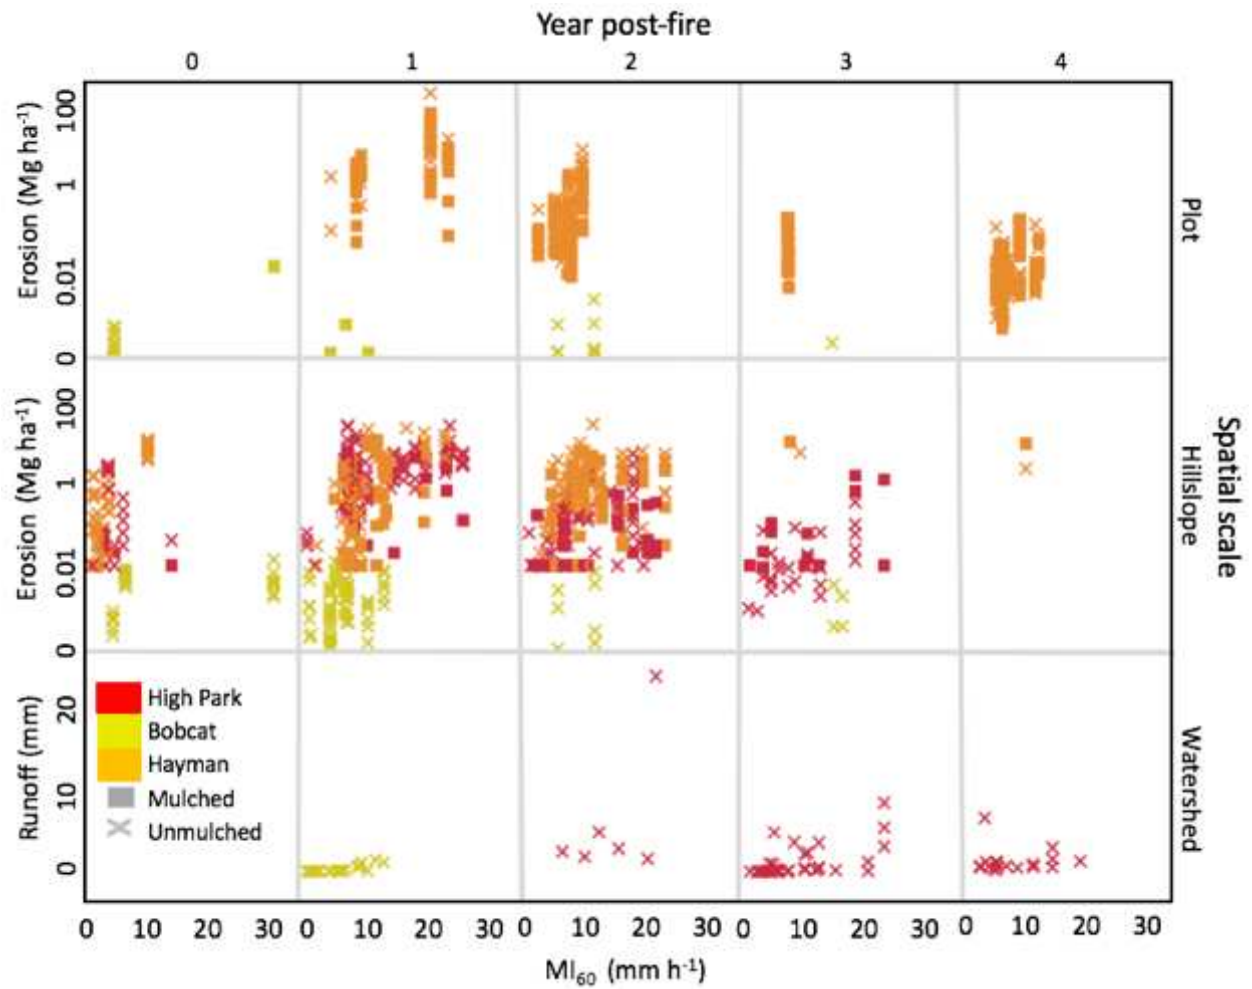 Year post-fire
0 1 2 3 4
Erosion (Mg ha⁻¹)
100
1
0.01
0
Plot
Erosion (Mg ha⁻¹)
100
1
0.01
0
Hillslope
Spatial scale
Runoff (mm)
20
10
0
Watershed
High Park
Bobcat
Hayman
Mulched
Unmulched
0 10 20 30 0 10 20 30 0 10 20 30 0 10 20 30 0 10 20 30
MI₆₀ (mm h⁻¹)